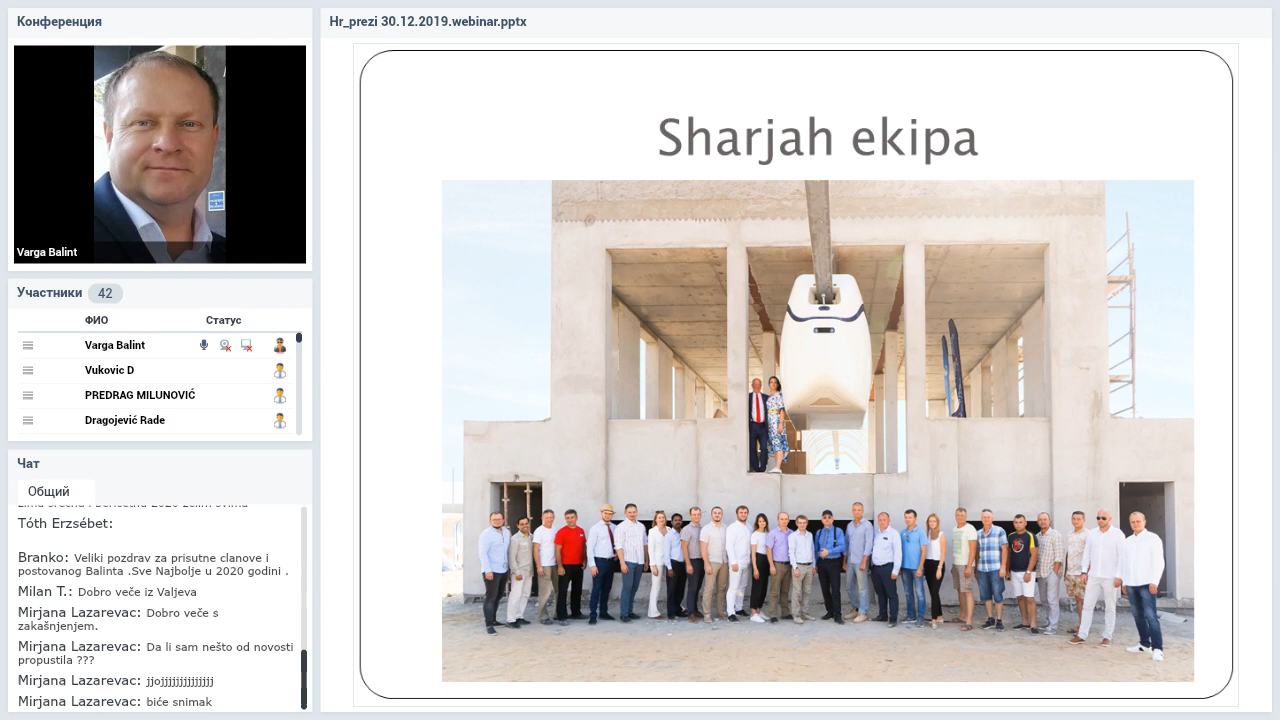 Конференция
Varga Balint
Участники 42
ФИО Статус
Varga Balint
Vukovic D
PREDRAG MILUNOVIĆ
Dragojević Rade
Чат
Общий
Tóth Erzsébet:
Branko: Veliki pozdrav za prisutne clanove i
postovanog Balinta .Sve Najbolje u 2020 godini .
Milan T.: Dobro veče iz Valjeva
Mirjana Lazarevac: Dobro veče s
zakašnjenjem.
Mirjana Lazarevac: Da li sam nešto od novosti
propustila ???
Mirjana Lazarevac: jjojjjjjjjjjjjjjj
Mirjana Lazarevac: biće snimak
Hr_prezi 30.12.2019.webinar.pptx
Sharjah ekipa